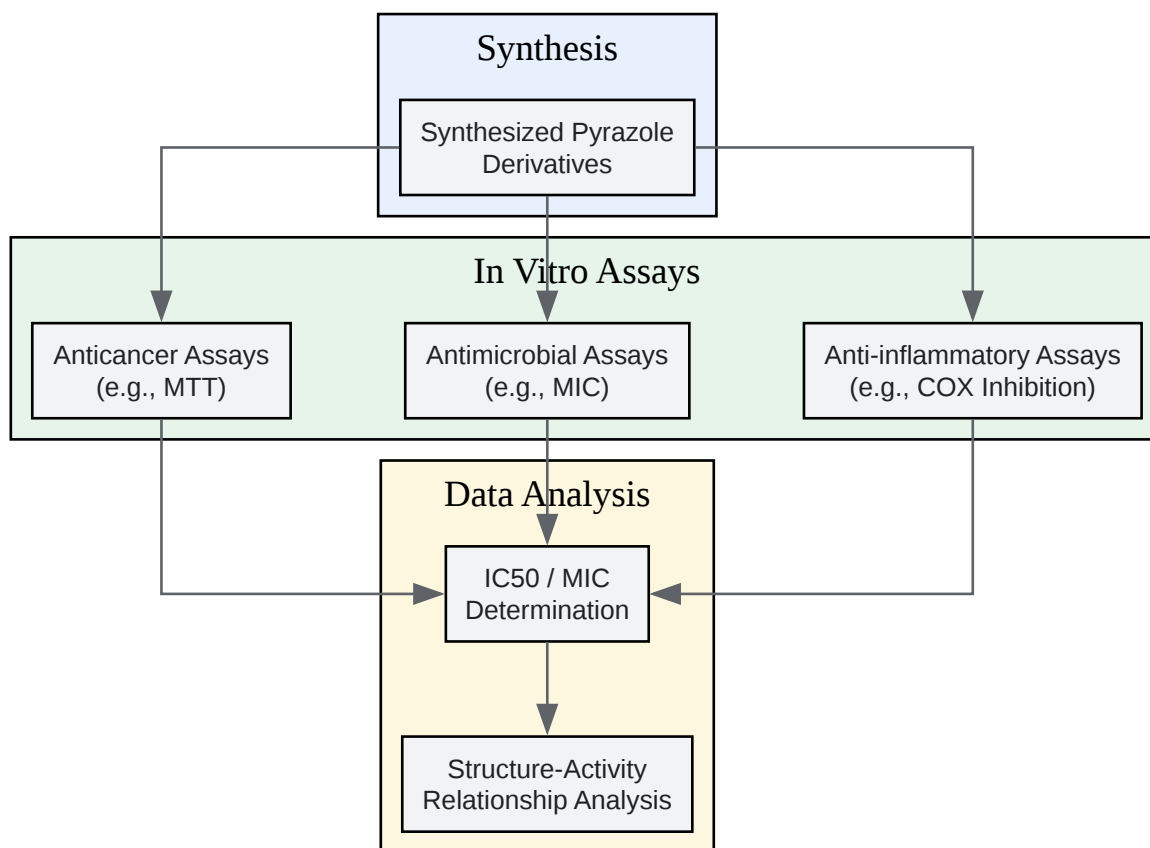 Synthesis
Synthesized Pyrazole
Derivatives
In Vitro Assays
Anticancer Assays
(e.g., MTT)
Antimicrobial Assays
(e.g., MIC)
Anti-inflammatory Assays
(e.g., COX Inhibition)
Data Analysis
IC50 / MIC
Determination
Structure-Activity
Relationship Analysis